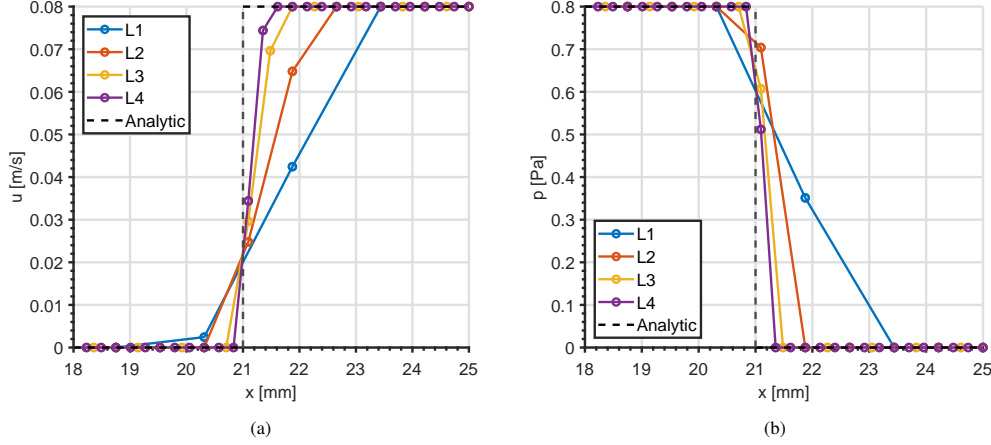 0.08
0.07
0.06
0.05
0.04
0.03
0.02
0.01
0
u [m/s]
L1
L2
L3
L4
Analytic
18 19 20 21 22 23 24 25
x [mm]
(a)
0.8
0.7
0.6
0.5
0.4
0.3
0.2
0.1
0
p [Pa]
L1
L2
L3
L4
Analytic
18 19 20 21 22 23 24 25
x [mm]
(b)